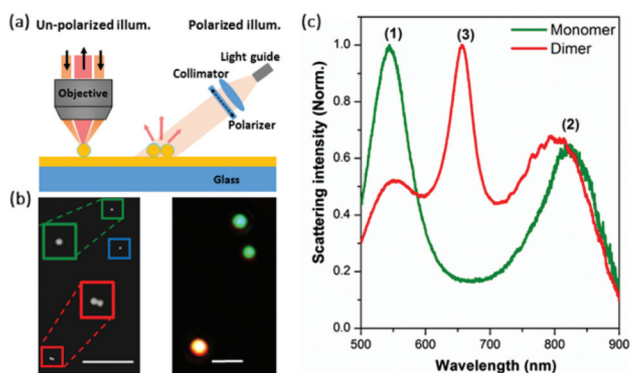 (a)
Un-polarized illum.
Polarized illum.
Light guide
Collimator
Objective
Polarizer
Glass
(b)
(c)
(1)
(3)
(2)
Monomer
Dimer
Scattering intensity (Norm.)
1.0
0.8
0.6
0.4
0.2
0.0
500 600 700 800 900
Wavelength (nm)